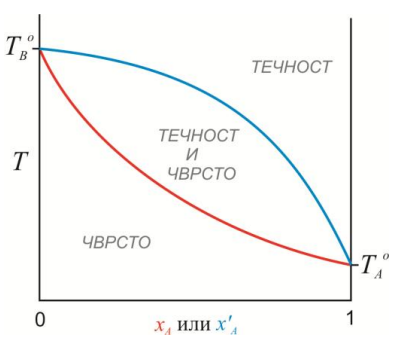 T_B^o
ТЕЧНОСТ
ТЕЧНОСТ
И
ЧВРСТО
T
ЧВРСТО
T_A^o
0
x_A или x'_A
1